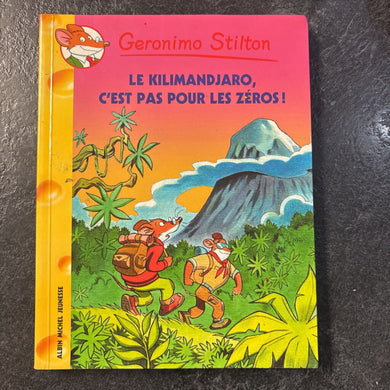 Geronimo Stilton
LE KILIMANDJARO,
C'EST PAS POUR LES ZÉROS !
ALBIN MICHEL JEUNESSE